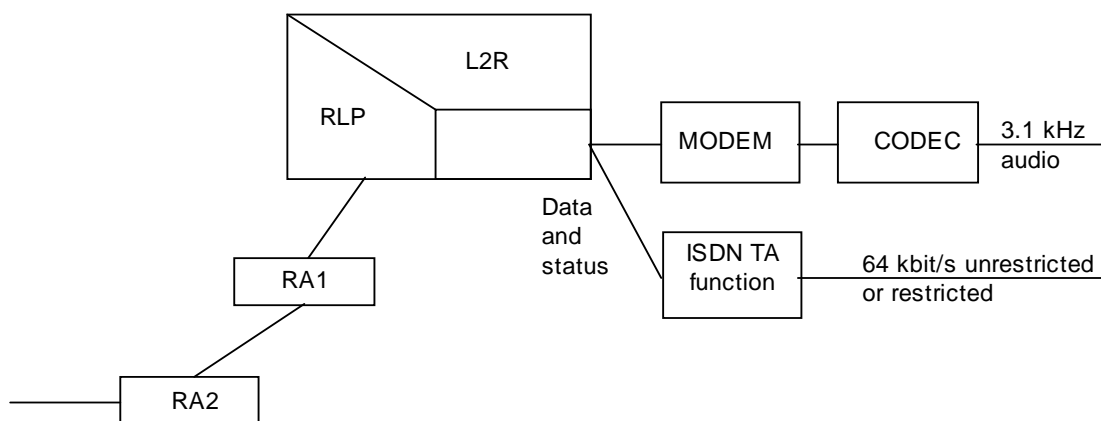 L2R
RLP
MODEM
CODEC
3.1 kHz
audio
Data
and
status
ISDN TA
function
64 kbit/s unrestricted
or restricted
RA1
RA2